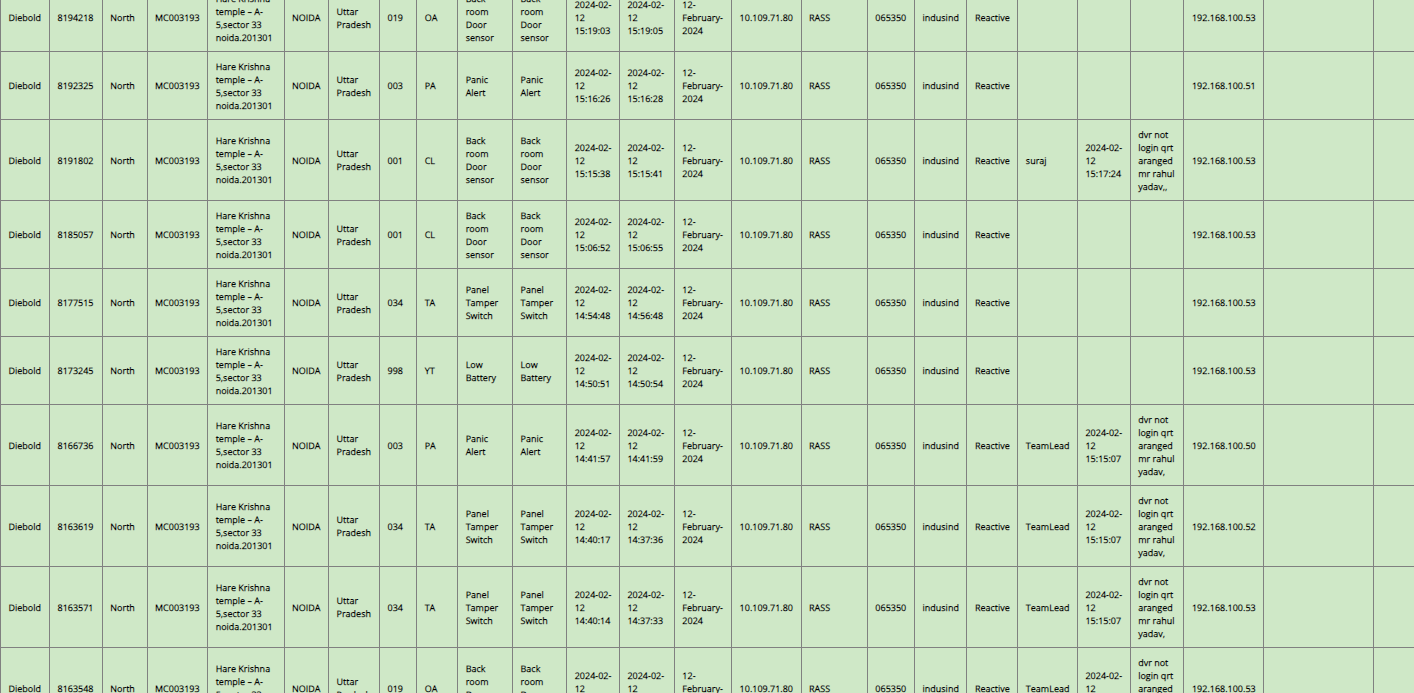 Diebold 8194218 North MC003193 temple – A- 5,sector 33 noida.201301 NOIDA Uttar Pradesh 019 OA room Door sensor room Door sensor 2024-02- 12 15:19:03 2024-02- 12 15:19:05 12- February- 2024 10.109.71.80 RASS 065350 indusind Reactive 192.168.100.53
Diebold 8192325 North MC003193 Hare Krishna temple – A- 5,sector 33 noida.201301 NOIDA Uttar Pradesh 003 PA Panic Alert Panic Alert 2024-02- 12 15:16:26 2024-02- 12 15:16:28 12- February- 2024 10.109.71.80 RASS 065350 indusind Reactive 192.168.100.51
Diebold 8191802 North MC003193 Hare Krishna temple – A- 5,sector 33 noida.201301 NOIDA Uttar Pradesh 001 CL Back room Door sensor Back room Door sensor 2024-02- 12 15:15:38 2024-02- 12 15:15:41 12- February- 2024 10.109.71.80 RASS 065350 indusind Reactive suraj 2024-02- 12 15:17:24 dvr not login qrt aranged mr rahul yadav,, 192.168.100.53
Diebold 8185057 North MC003193 Hare Krishna temple – A- 5,sector 33 noida.201301 NOIDA Uttar Pradesh 001 CL Back room Door sensor Back room Door sensor 2024-02- 12 15:06:52 2024-02- 12 15:06:55 12- February- 2024 10.109.71.80 RASS 065350 indusind Reactive 192.168.100.53
Diebold 8177515 North MC003193 Hare Krishna temple – A- 5,sector 33 noida.201301 NOIDA Uttar Pradesh 034 TA Panel Tamper Switch Panel Tamper Switch 2024-02- 12 14:54:48 2024-02- 12 14:56:48 12- February- 2024 10.109.71.80 RASS 065350 indusind Reactive 192.168.100.53
Diebold 8173245 North MC003193 Hare Krishna temple – A- 5,sector 33 noida.201301 NOIDA Uttar Pradesh 998 YT Low Battery Low Battery 2024-02- 12 14:50:51 2024-02- 12 14:50:54 12- February- 2024 10.109.71.80 RASS 065350 indusind Reactive 192.168.100.53
Diebold 8166736 North MC003193 Hare Krishna temple – A- 5,sector 33 noida.201301 NOIDA Uttar Pradesh 003 PA Panic Alert Panic Alert 2024-02- 12 14:41:57 2024-02- 12 14:41:59 12- February- 2024 10.109.71.80 RASS 065350 indusind Reactive TeamLead 2024-02- 12 15:15:07 dvr not login qrt aranged mr rahul yadav, 192.168.100.50
Diebold 8163619 North MC003193 Hare Krishna temple – A- 5,sector 33 noida.201301 NOIDA Uttar Pradesh 034 TA Panel Tamper Switch Panel Tamper Switch 2024-02- 12 14:40:17 2024-02- 12 14:37:36 12- February- 2024 10.109.71.80 RASS 065350 indusind Reactive TeamLead 2024-02- 12 15:15:07 dvr not login qrt aranged mr rahul yadav, 192.168.100.52
Diebold 8163571 North MC003193 Hare Krishna temple – A- 5,sector 33 noida.201301 NOIDA Uttar Pradesh 034 TA Panel Tamper Switch Panel Tamper Switch 2024-02- 12 14:40:14 2024-02- 12 14:37:33 12- February- 2024 10.109.71.80 RASS 065350 indusind Reactive TeamLead 2024-02- 12 15:15:07 dvr not login qrt aranged mr rahul yadav, 192.168.100.53
Diebold 8163548 North MC003193 Hare Krishna temple – A- NOIDA Uttar Pradesh 019 OA Back room Back room 2024-02- 12 2024-02- 12 12- February- 10.109.71.80 RASS 065350 indusind Reactive TeamLead 2024-02- 12 dvr not login qrt aranged 192.168.100.53